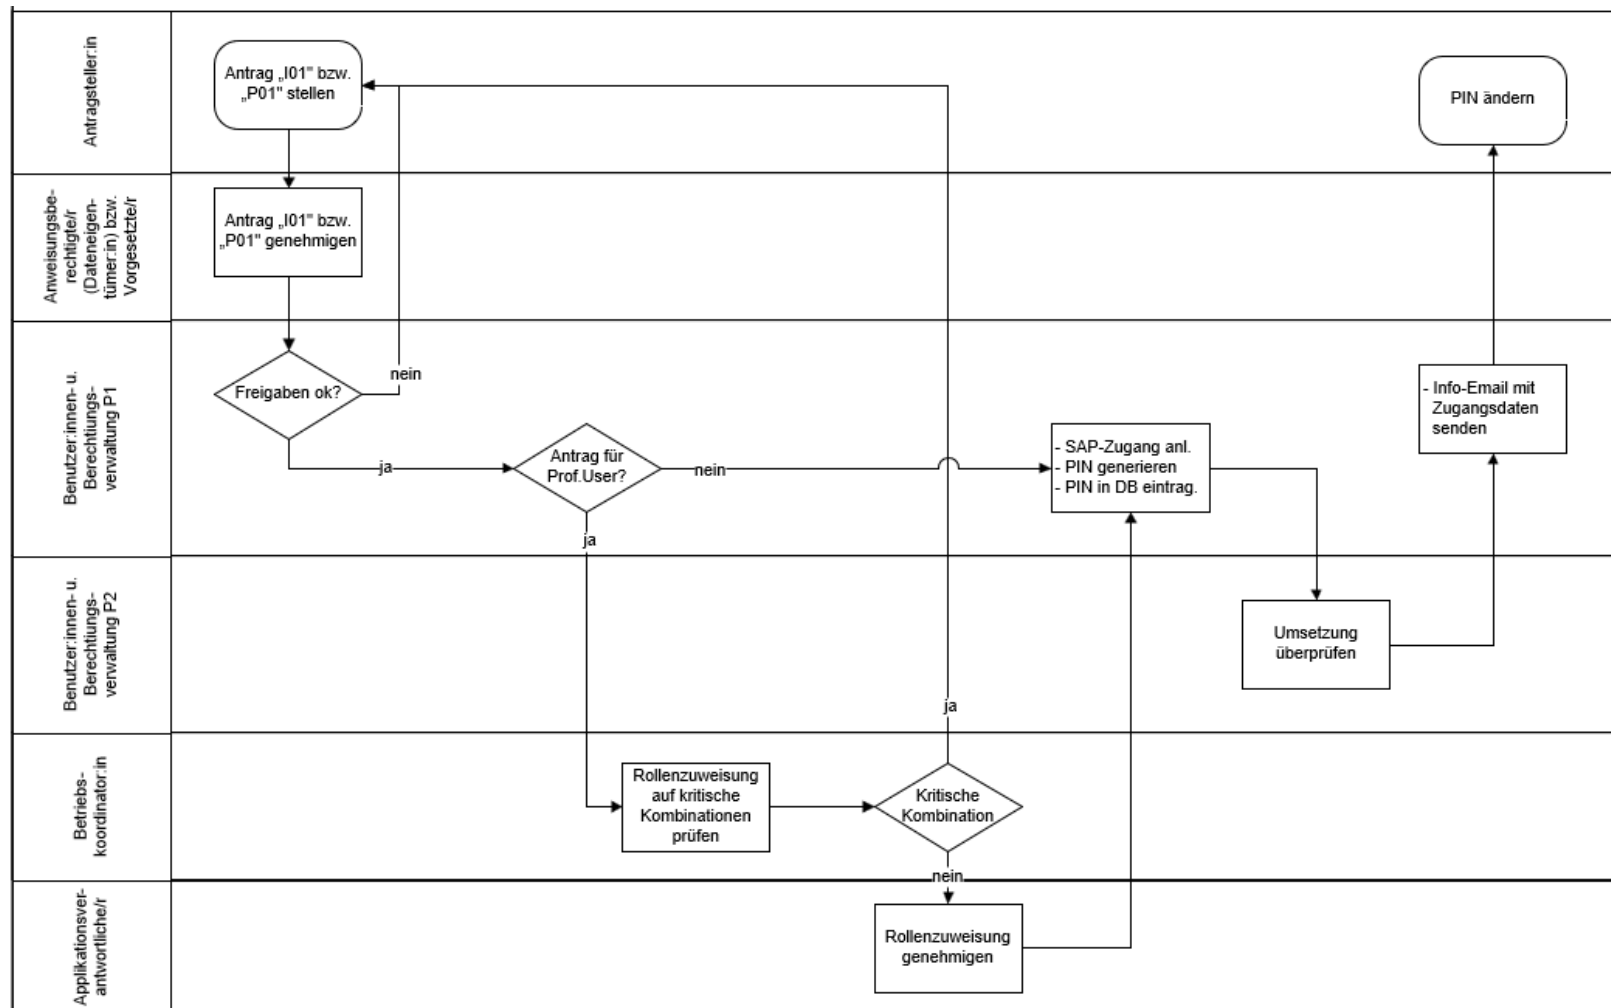 Antragsteller:in
Antrag „I01" bzw.
„P01" stellen
PIN ändern
Anweisungsbe-
rechtigte/r
(Dateneigen-
tümer:in) bzw.
Vorgesetzte/r
Antrag „I01" bzw.
„P01" genehmigen
Benutzer:innen- u.
Berechtiungs-
verwaltung P1
Freigaben ok?
nein
ja
Antrag für
Prof.User?
nein
ja
- SAP-Zugang anl.
- PIN generieren
- PIN in DB eintrag.
- Info-Email mit
Zugangsdaten
senden
Benutzer:innen- u.
Berechtiungs-
verwaltung P2
Umsetzung
überprüfen
ja
Betriebs-
koordinator:in
Rollenzuweisung
auf kritische
Kombinationen
prüfen
Kritische
Kombination
nein
Applikationsver-
antwortliche/r
Rollenzuweisung
genehmigen